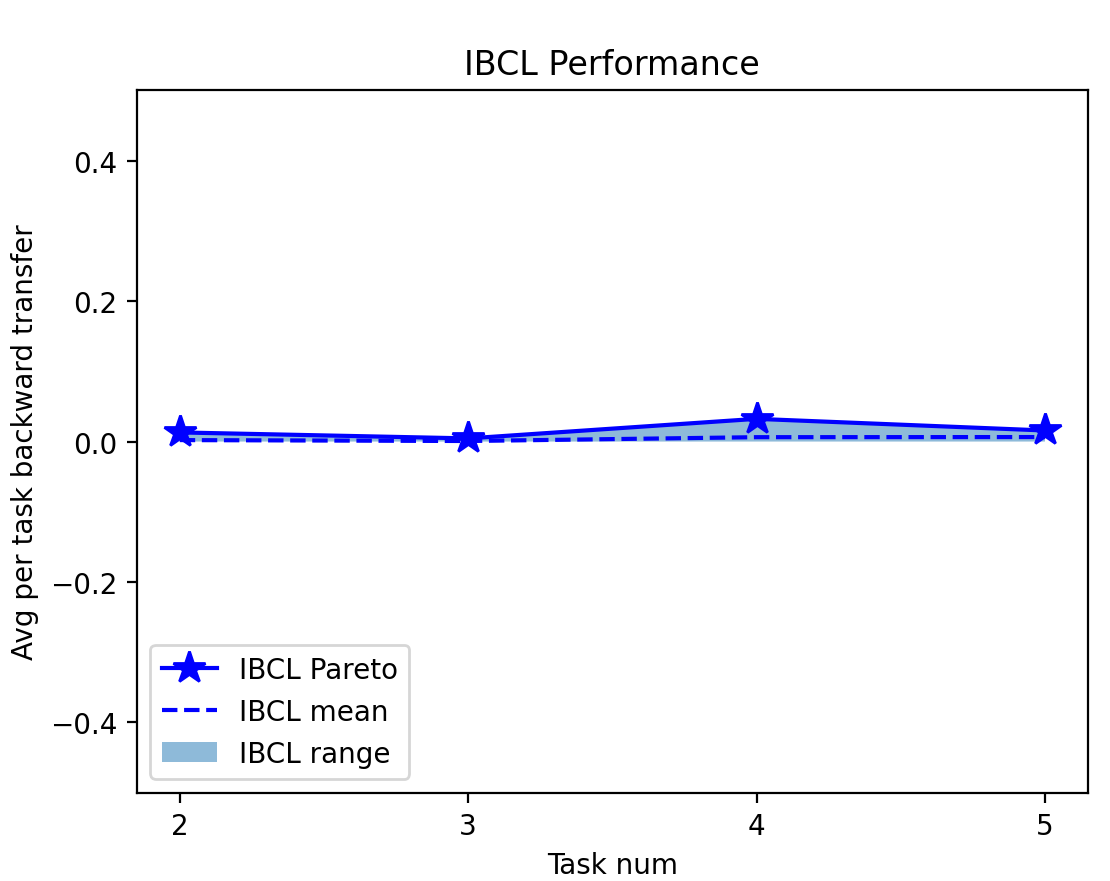 IBCL Performance
Avg per task backward transfer
0.4
0.2
0.0
−0.2
−0.4
IBCL Pareto
IBCL mean
IBCL range
2 3 4 5
Task num